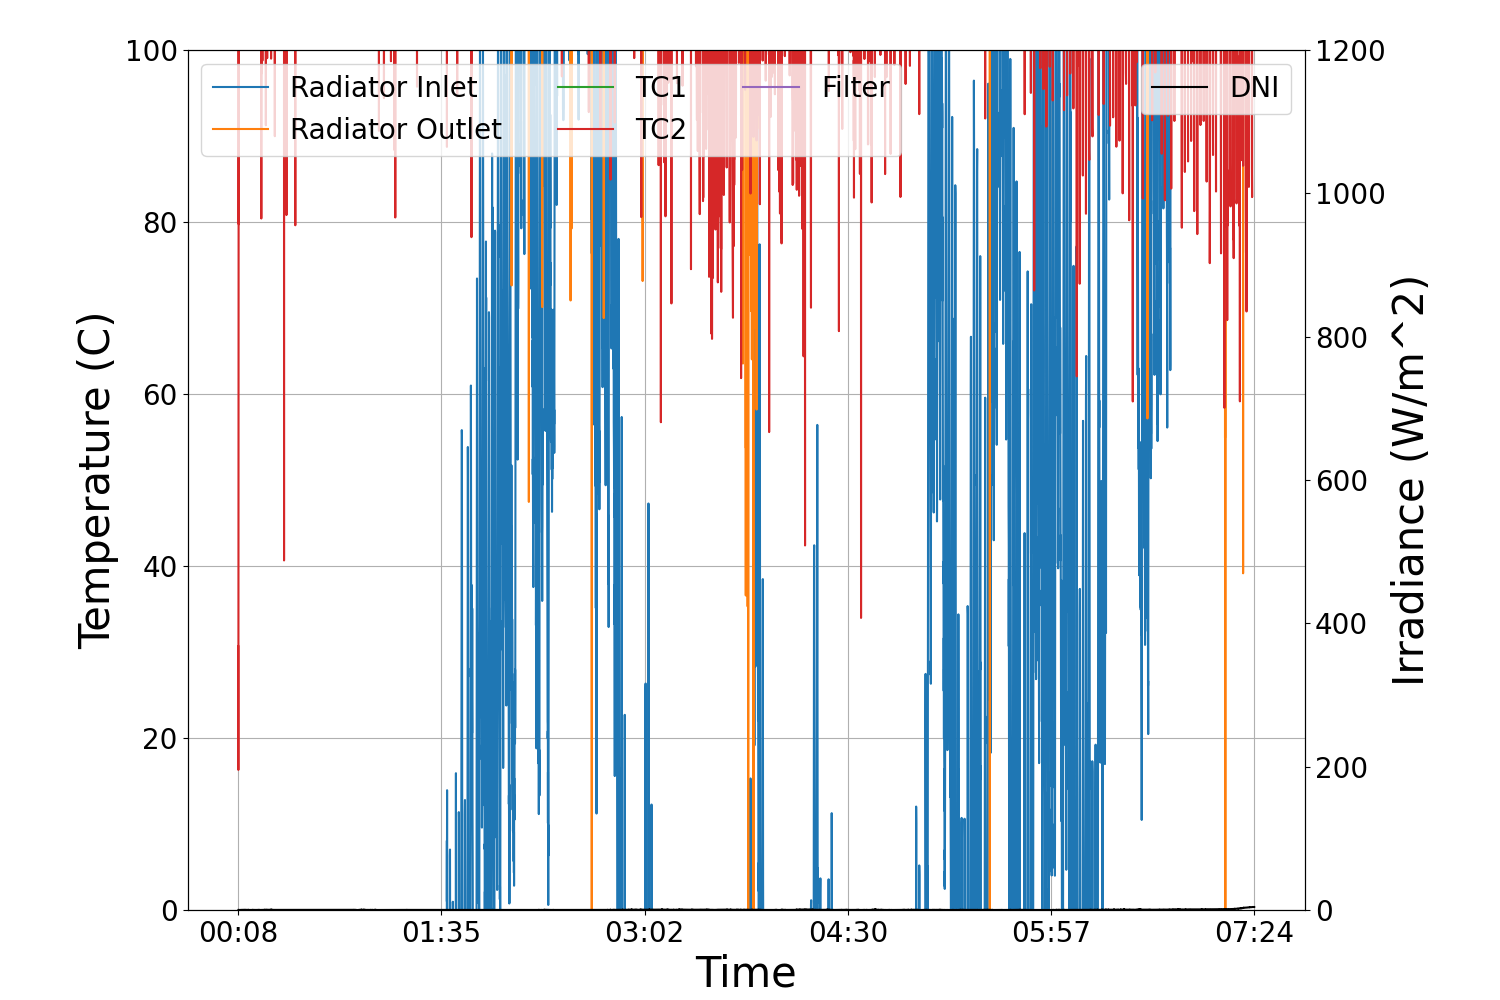 100
80
60
40
20
0
Temperature (C)
Radiator Inlet
Radiator Outlet
TC1
TC2
Filter
DNI
1200
1000
800
600
400
200
0
Irradiance (W/m^2)
00:08 01:35 03:02 04:30 05:57 07:24
Time